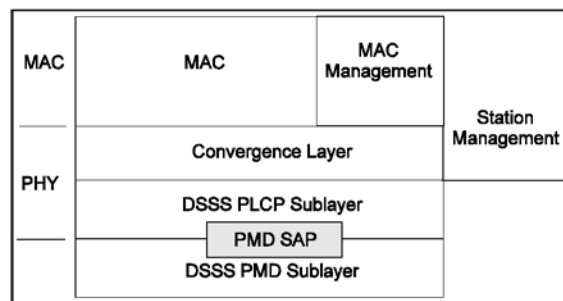 MAC
MAC
MAC
Management
Station
Management
Convergence Layer
PHY
DSSS PLCP Sublayer
PMD SAP
DSSS PMD Sublayer